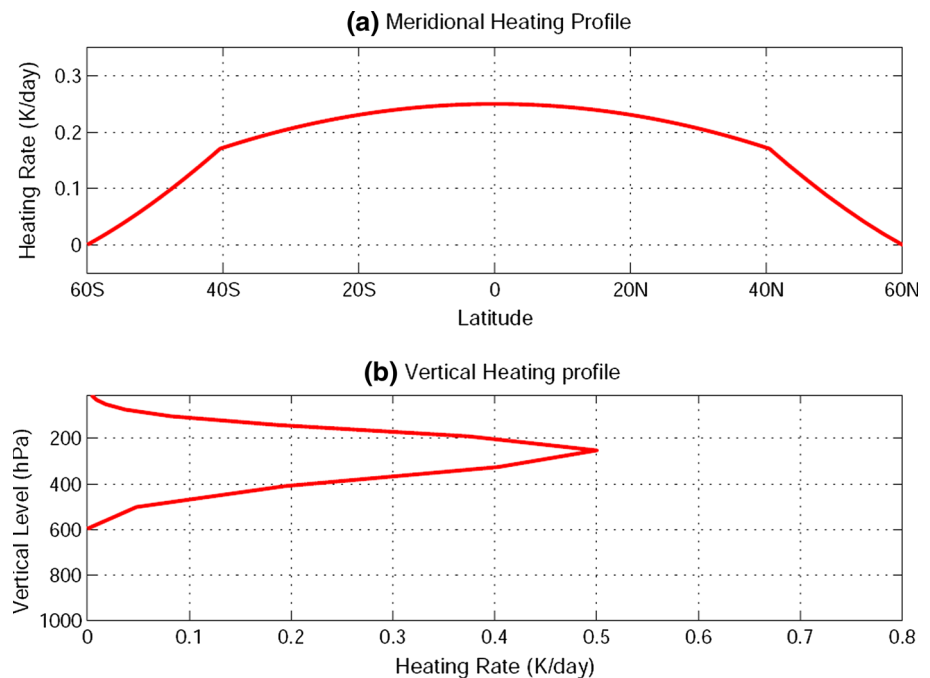 (a) Meridional Heating Profile
Heating Rate (K/day)
0.3
0.2
0.1
0
60S 40S 20S 0 20N 40N 60N
Latitude
(b) Vertical Heating profile
Vertical Level (hPa)
200
400
600
800
1000
0 0.1 0.2 0.3 0.4 0.5 0.6 0.7 0.8
Heating Rate (K/day)